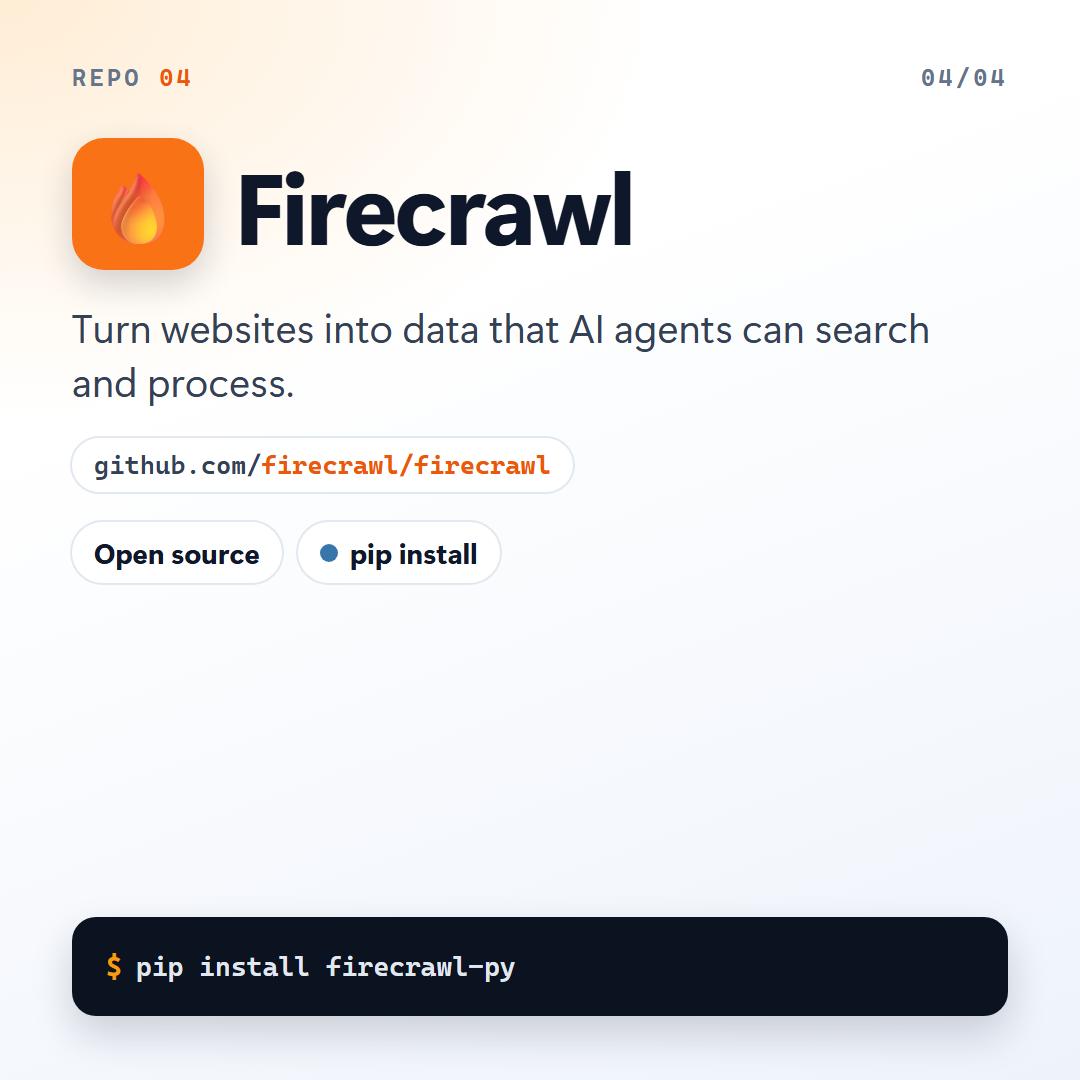 REPO 04
04/04
Firecrawl
Turn websites into data that AI agents can search
and process.
github.com/firecrawl/firecrawl
Open source
pip install
$ pip install firecrawl-py